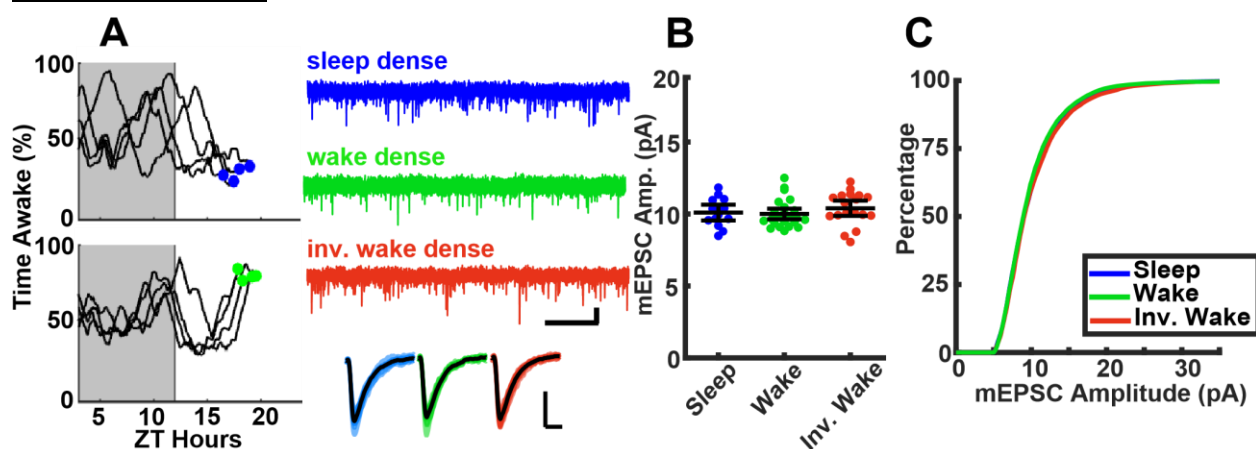 A
B
C
Time Awake (%)
100
50
0
100
50
0
5
10
15
20
ZT Hours
sleep dense
wake dense
inv. wake dense
mEPSC Amp. (pA)
20
15
10
5
0
Sleep
Wake
Inv. Wake
Percentage
100
75
50
25
0
0
10
20
30
mEPSC Amplitude (pA)
Sleep
Wake
Inv. Wake